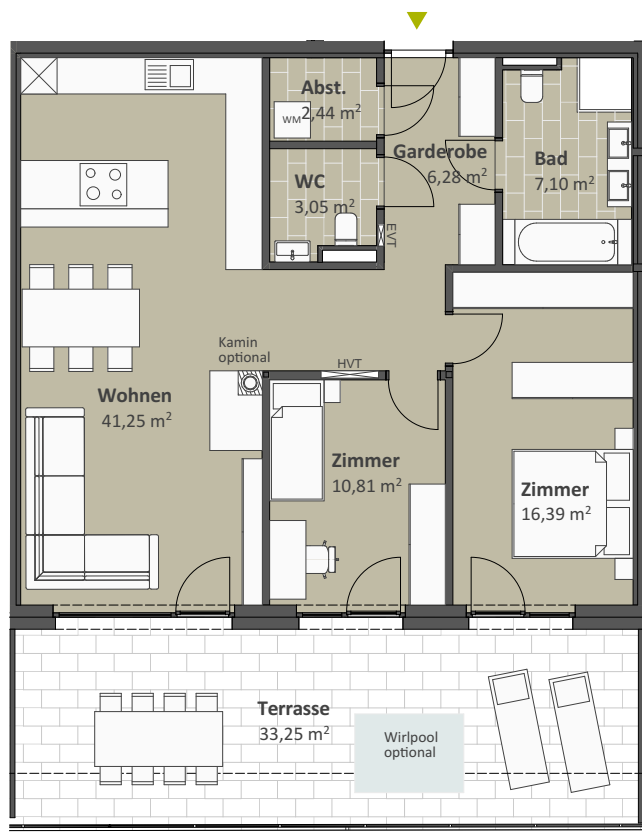 Abst.
WM
2,44 m²
Garderobe
6,28 m²
Bad
7,10 m²
WC
3,05 m²
EVT
Kamin
optional
HVT
Wohnen
41,25 m²
Zimmer
10,81 m²
Zimmer
16,39 m²
Terrasse
33,25 m²
Wirlpool
optional